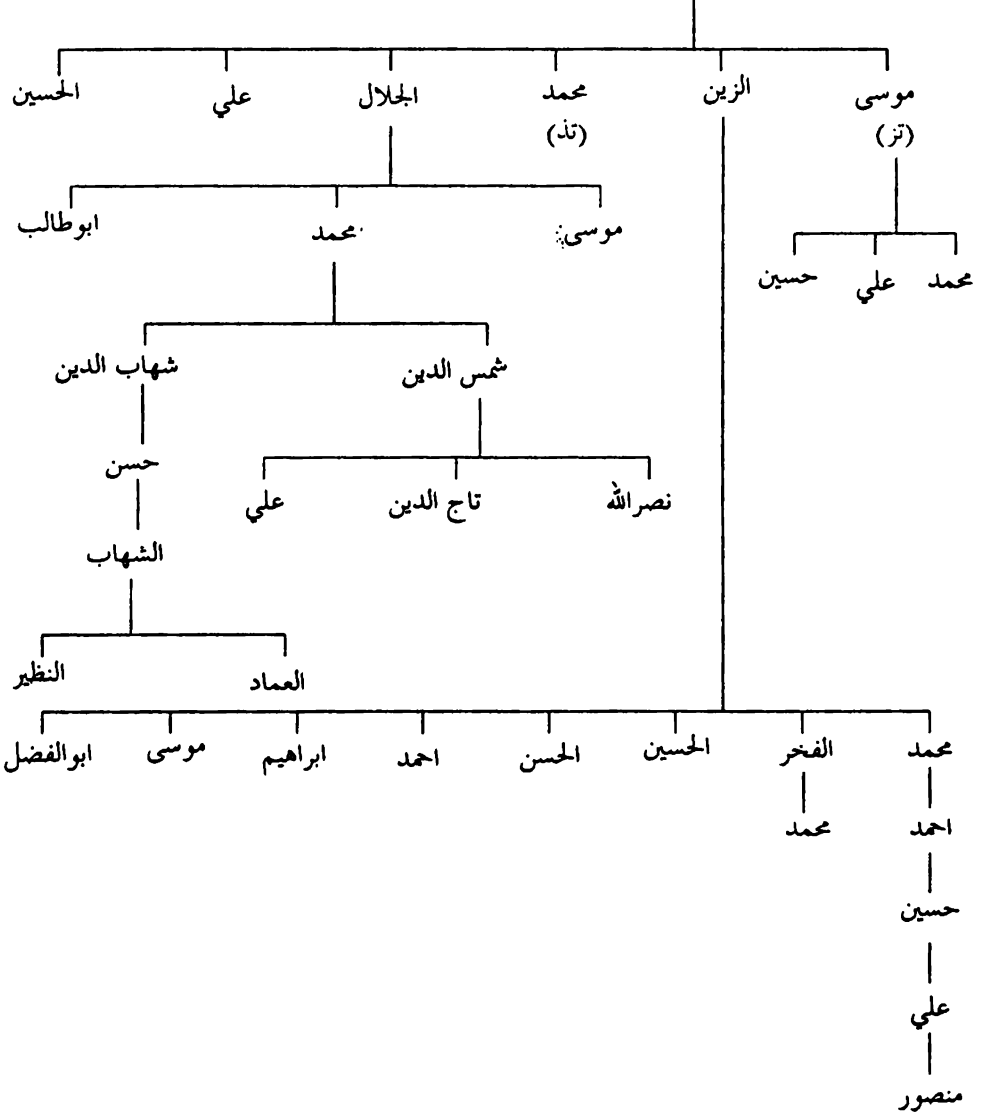 موسى الزين محمد الجلال علي الحسين
(تز) (تذ)
موسى محمد ابوطالب
محمد علي حسين
شمس الدين شهاب الدين
حسن
نصرالله تاج الدين علي
الشهاب
العماد النظير
محمد الفخر الحسين الحسن احمد ابراهيم موسى ابوالفضل
احمد محمد
حسين
علي
منصور